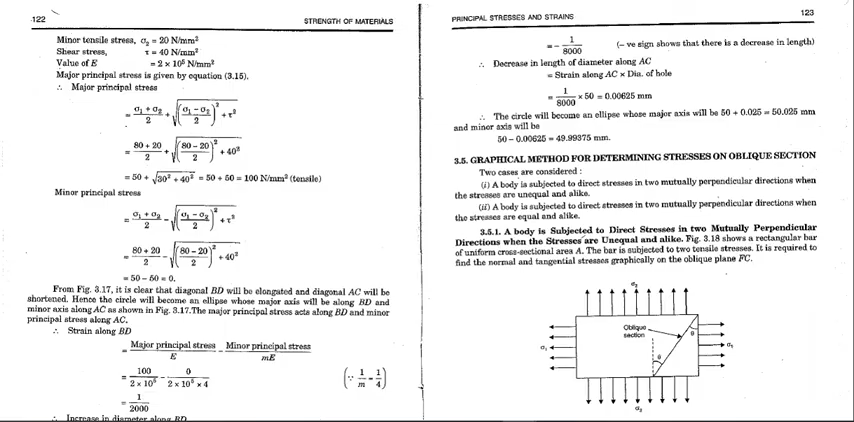 122
STRENGTH OF MATERIALS
Minor tensile stress, σ₂ = 20 N/mm²
Shear stress, τ = 40 N/mm²
Value of E = 2 × 10⁵ N/mm²
Major principal stress is given by equation (3.15).
∴ Major principal stress
= (σ₁ + σ₂)/2 + √(((σ₁ − σ₂)/2)² + τ²)
= (80 + 20)/2 + √(((80 − 20)/2)² + 40²)
= 50 + √(30² + 40²) = 50 + 50 = 100 N/mm² (tensile)
Minor principal stress
= (σ₁ + σ₂)/2 − √(((σ₁ − σ₂)/2)² + τ²)
= (80 + 20)/2 − √(((80 − 20)/2)² + 40²)
= 50 − 50 = 0.
From Fig. 3.17, it is clear that diagonal BD will be elongated and diagonal AC will be
shortened. Hence the circle will become an ellipse whose major axis will be along BD and
minor axis along AC as shown in Fig. 3.17.The major principal stress acts along BD and minor
principal stress along AC.
∴ Strain along BD
= Major principal stress/E − Minor principal stress/mE
= 100/(2 × 10⁵) − 0/(2 × 10⁵ × 4) (∵ 1/m = 1/4)
= 1/2000
∴ Increase in diameter along BD
PRINCIPAL STRESSES AND STRAINS
123
= − 1/8000 (– ve sign shows that there is a decrease in length)
∴ Decrease in length of diameter along AC
= Strain along AC × Dia. of hole
= 1/8000 × 50 = 0.00625 mm
∴ The circle will become an ellipse whose major axis will be 50 + 0.025 = 50.025 mm
and minor axis will be
50 – 0.00625 = 49.99375 mm.
3.5. GRAPHICAL METHOD FOR DETERMINING STRESSES ON OBLIQUE SECTION
Two cases are considered :
(i) A body is subjected to direct stresses in two mutually perpendicular directions when
the stresses are unequal and alike.
(ii) A body is subjected to direct stresses in two mutually perpendicular directions when
the stresses are equal and alike.
3.5.1. A body is Subjected to Direct Stresses in two Mutually Perpendicular
Directions when the Stresses are Unequal and alike. Fig. 3.18 shows a rectangular bar
of uniform cross-sectional area A. The bar is subjected to two tensile stresses. It is required to
find the normal and tangential stresses graphically on the oblique plane FC.
σ₂
Oblique
section
θ
σ₁
θ
σ₁
σ₂